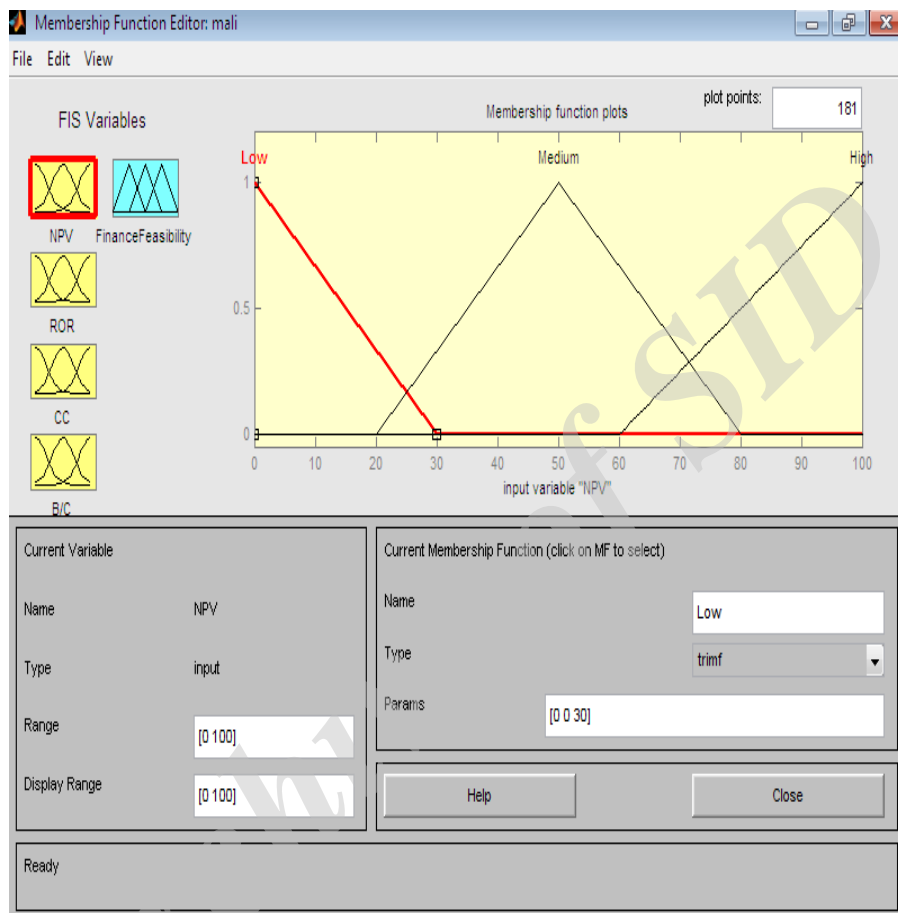 Membership Function Editor: mali
File Edit View
FIS Variables
Membership function plots
plot points:
181
NPV
FinanceFeasibility
ROR
CC
B/C
Low
Medium
High
1
0.5
0
0 10 20 30 40 50 60 70 80 90 100
input variable "NPV"
Current Variable
Name NPV
Type input
Range [0 100]
Display Range [0 100]
Current Membership Function (click on MF to select)
Name Low
Type trimf
Params [0 0 30]
Help Close
Ready
of SID